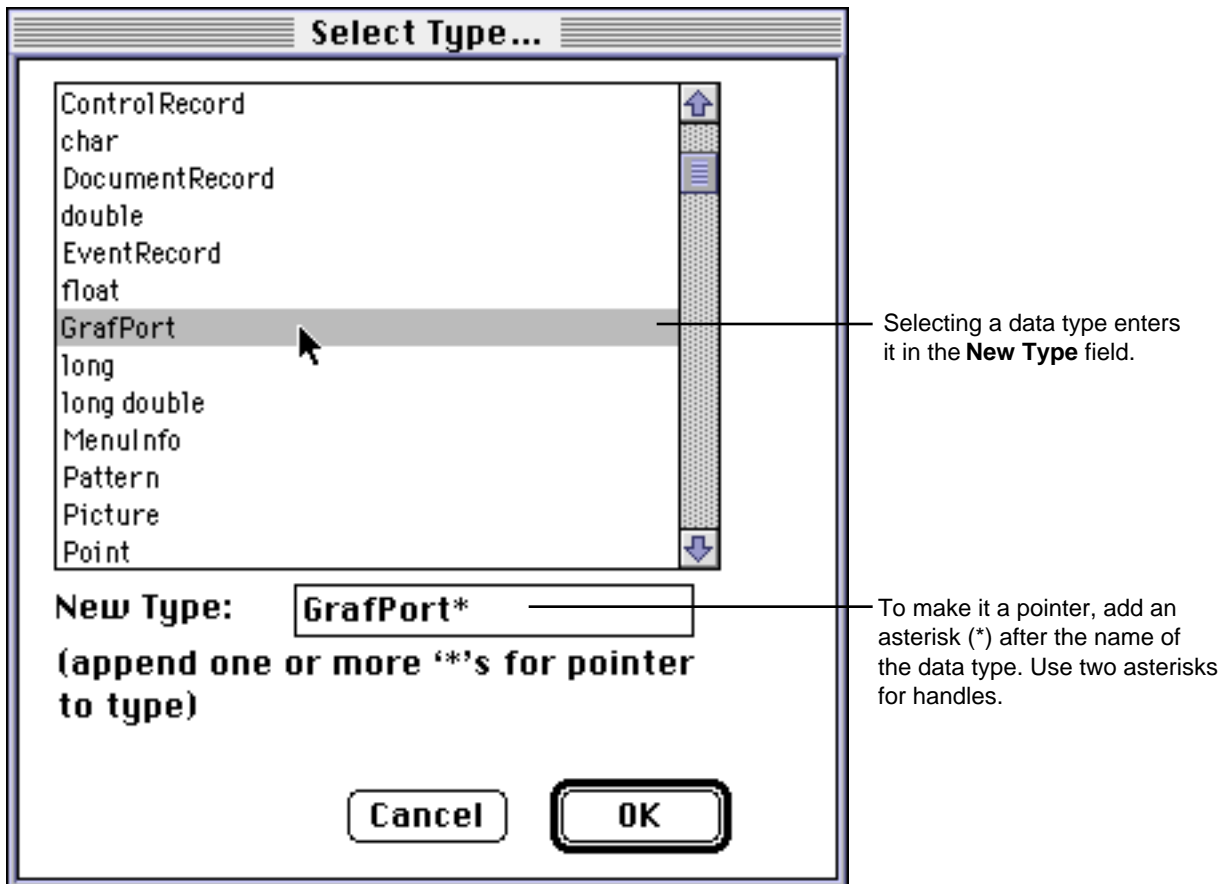 Select Type...
ControlRecord
char
DocumentRecord
double
EventRecord
float
GrafPort
long
long double
MenuInfo
Pattern
Picture
Point
Selecting a data type enters
it in the New Type field.
New Type: GrafPort*
(append one or more ‘*’s for pointer
to type)
To make it a pointer, add an
asterisk (*) after the name of
the data type. Use two asterisks
for handles.
Cancel OK